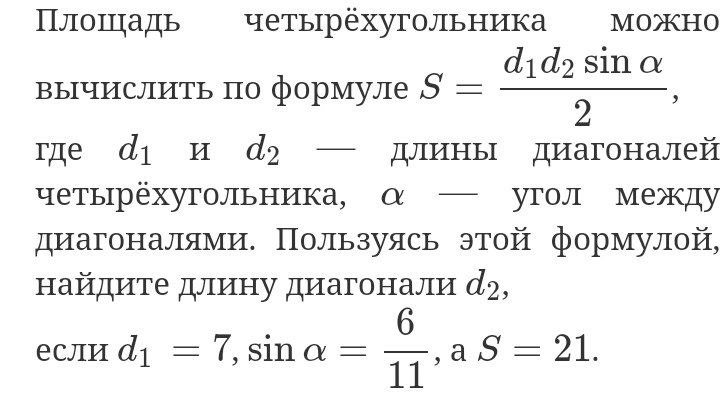 Площадь четырёхугольника можно
вычислить по формуле $S = \frac{d_1 d_2 \sin \alpha}{2}$,
где $d_1$ и $d_2$ — длины диагоналей
четырёхугольника, $\alpha$ — угол между
диагоналями. Пользуясь этой формулой,
найдите длину диагонали $d_2$,
если $d_1 = 7$, $\sin \alpha = \frac{6}{11}$, а $S = 21$.